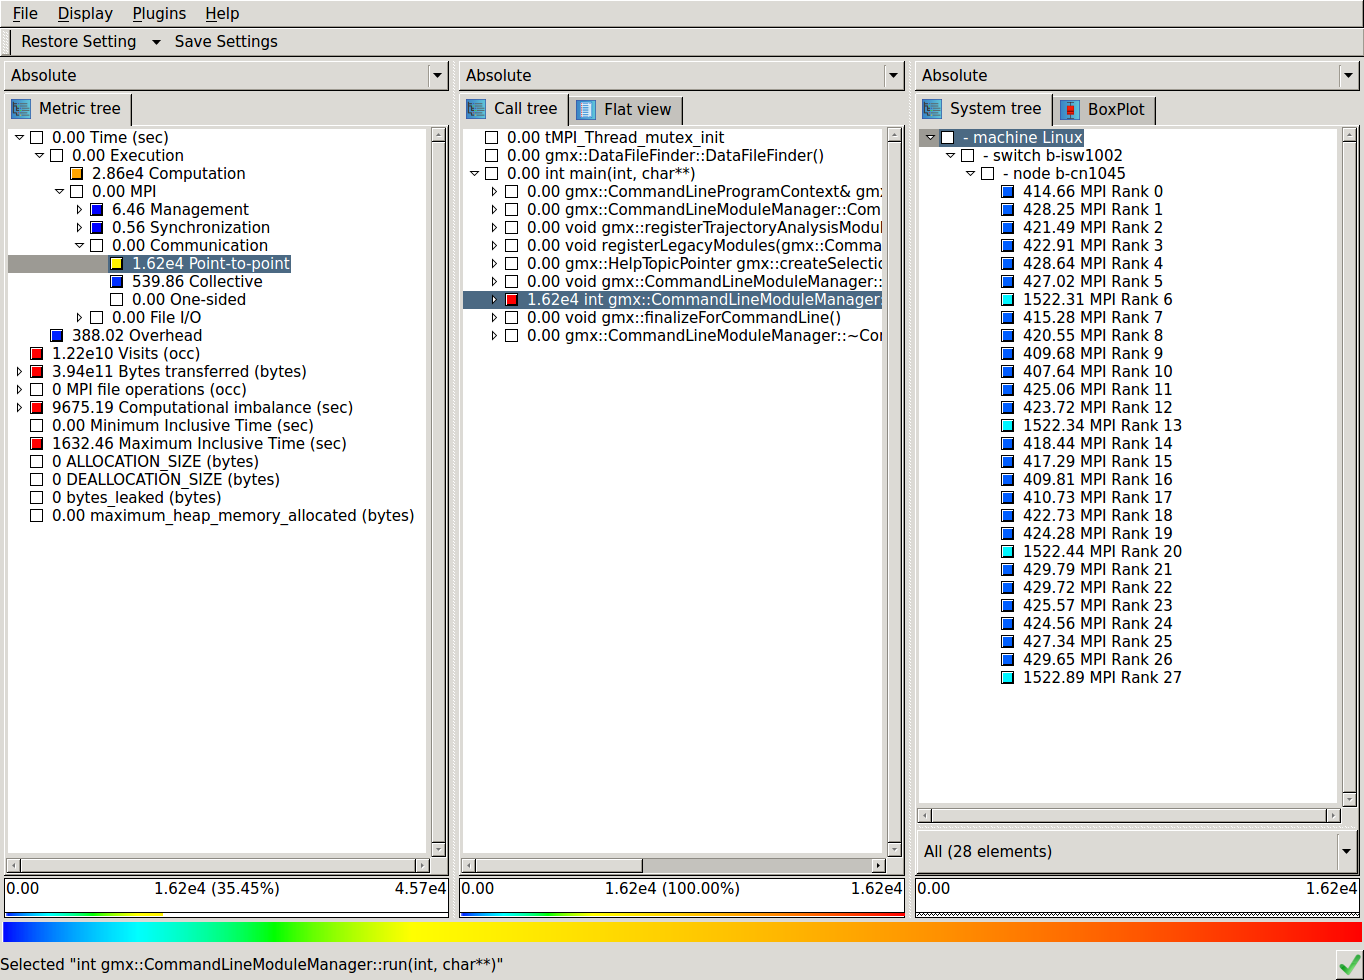 File Display Plugins Help
Restore Setting Save Settings
Absolute
Metric tree
0.00 Time (sec)
0.00 Execution
2.86e4 Computation
0.00 MPI
6.46 Management
0.56 Synchronization
0.00 Communication
1.62e4 Point-to-point
539.86 Collective
0.00 One-sided
0.00 File I/O
388.02 Overhead
1.22e10 Visits (occ)
3.94e11 Bytes transferred (bytes)
0 MPI file operations (occ)
9675.19 Computational imbalance (sec)
0.00 Minimum Inclusive Time (sec)
1632.46 Maximum Inclusive Time (sec)
0 ALLOCATION_SIZE (bytes)
0 DEALLOCATION_SIZE (bytes)
0 bytes_leaked (bytes)
0.00 maximum_heap_memory_allocated (bytes)
0.00 1.62e4 (35.45%) 4.57e4
Absolute
Call tree Flat view
0.00 tMPI_Thread_mutex_init
0.00 gmx::DataFileFinder::DataFileFinder()
0.00 int main(int, char**)
0.00 gmx::CommandLineProgramContext& gmx
0.00 gmx::CommandLineModuleManager::Com
0.00 void gmx::registerTrajectoryAnalysisModul
0.00 void registerLegacyModules(gmx::Comma
0.00 gmx::HelpTopicPointer gmx::createSelectio
0.00 void gmx::CommandLineModuleManager::
1.62e4 int gmx::CommandLineModuleManager:
0.00 void gmx::finalizeForCommandLine()
0.00 gmx::CommandLineModuleManager::~Cor
0.00 1.62e4 (100.00%) 1.62e4
Absolute
System tree BoxPlot
- machine Linux
- switch b-isw1002
- node b-cn1045
414.66 MPI Rank 0
428.25 MPI Rank 1
421.49 MPI Rank 2
422.91 MPI Rank 3
428.64 MPI Rank 4
427.02 MPI Rank 5
1522.31 MPI Rank 6
415.28 MPI Rank 7
420.55 MPI Rank 8
409.68 MPI Rank 9
407.64 MPI Rank 10
425.06 MPI Rank 11
423.72 MPI Rank 12
1522.34 MPI Rank 13
418.44 MPI Rank 14
417.29 MPI Rank 15
409.81 MPI Rank 16
410.73 MPI Rank 17
422.73 MPI Rank 18
424.28 MPI Rank 19
1522.44 MPI Rank 20
429.79 MPI Rank 21
429.72 MPI Rank 22
425.57 MPI Rank 23
424.56 MPI Rank 24
427.34 MPI Rank 25
429.65 MPI Rank 26
1522.89 MPI Rank 27
All (28 elements)
0.00 1.62e4
Selected "int gmx::CommandLineModuleManager::run(int, char**)"